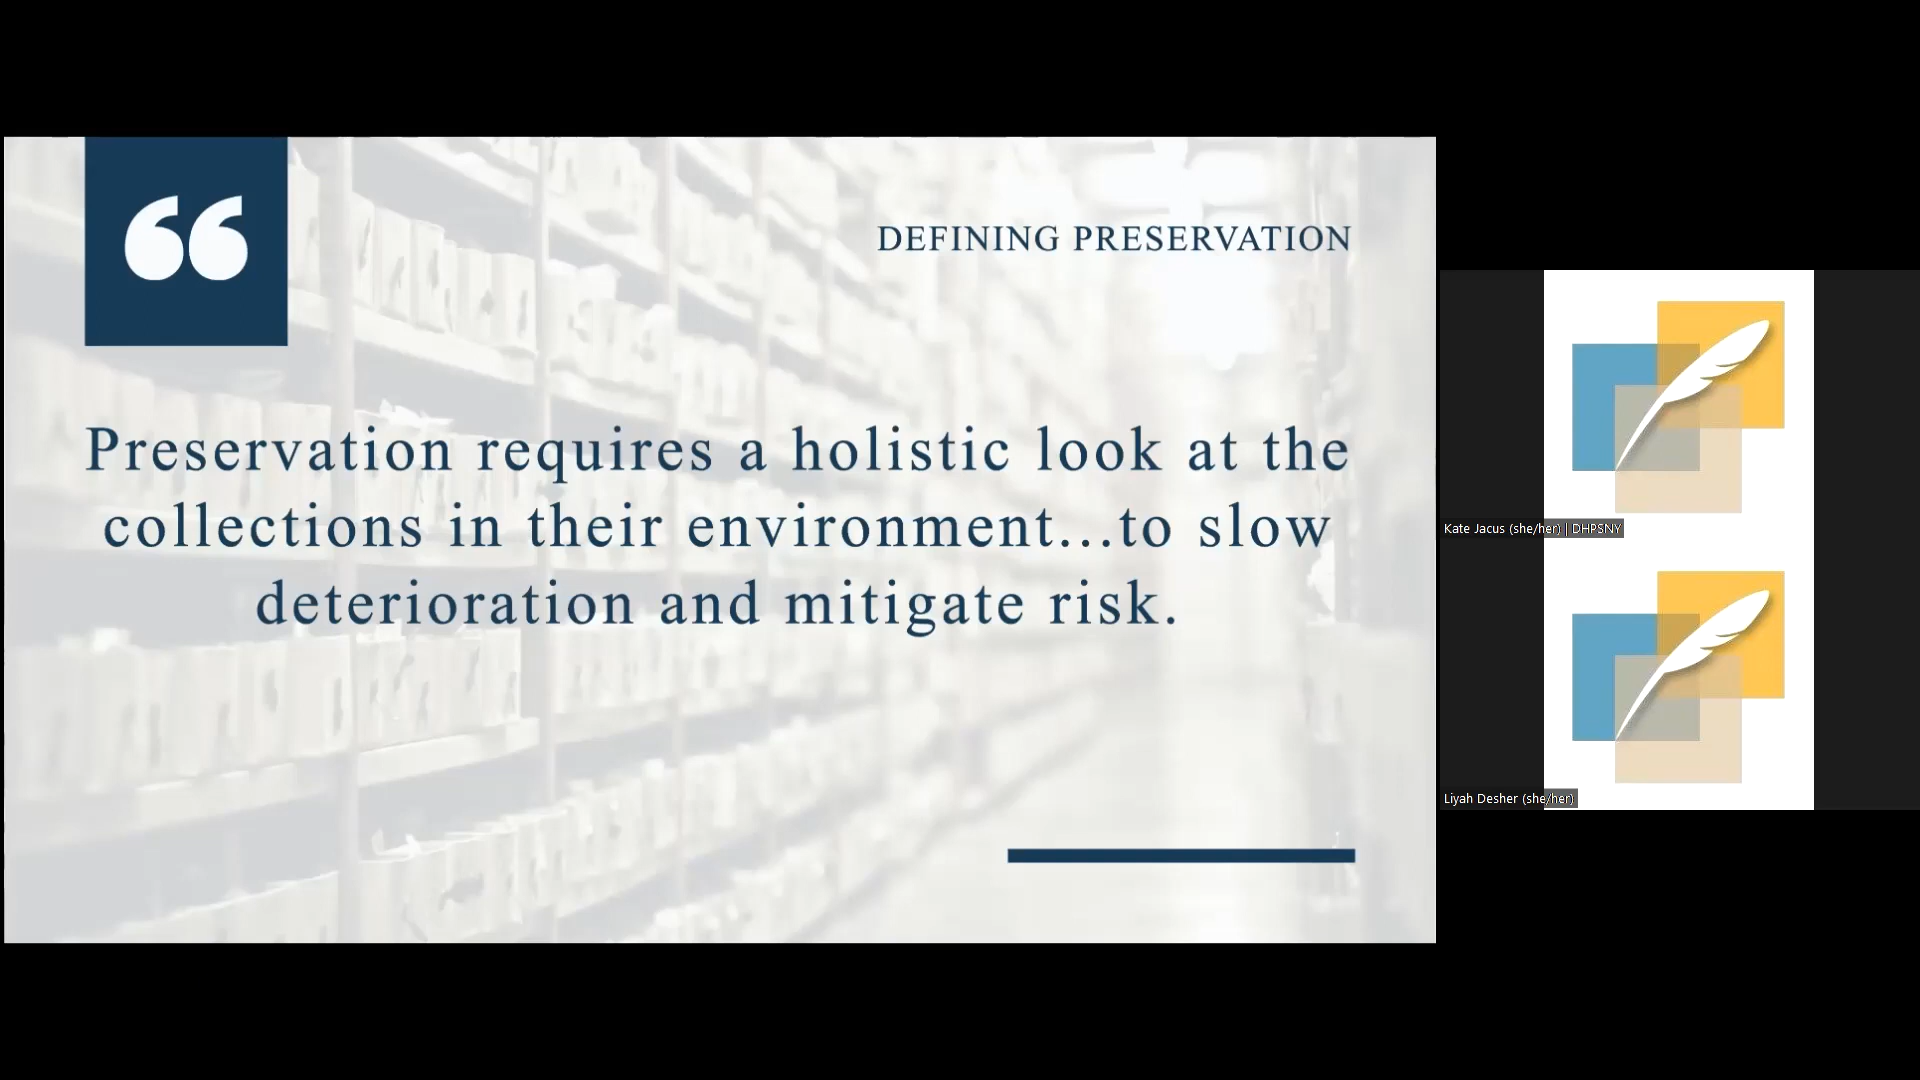 “
DEFINING PRESERVATION
Preservation requires a holistic look at the
collections in their environment...to slow
deterioration and mitigate risk.
Kate Jacus (she/her) | DHPSNY
Liyah Desher (she/her)